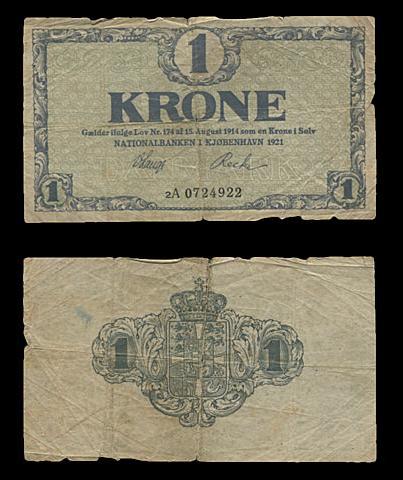 1
KRONE
Gælder ifølge Lov Nr. 174 af 15. August 1914 som en Krone i Sølv
NATIONALBANKEN I KJØBENHAVN 1921
1 2A 0724922 1
1 1